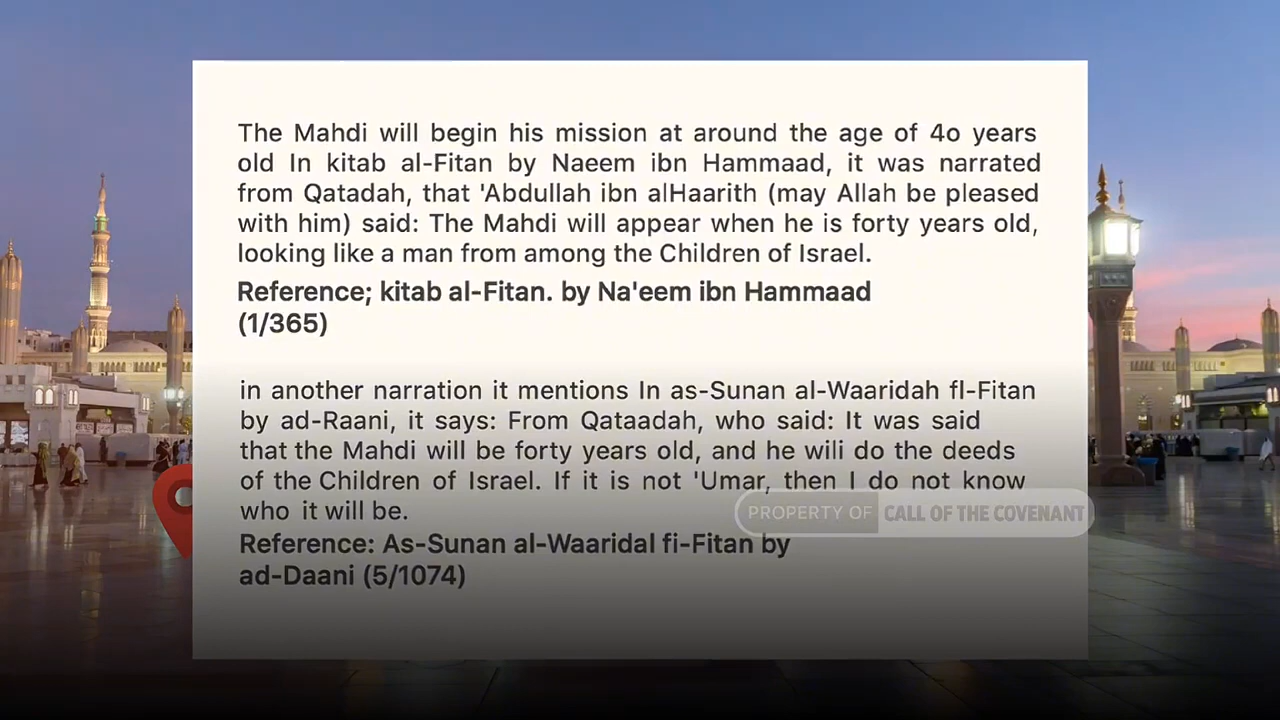 The Mahdi will begin his mission at around the age of 4o years
old In kitab al-Fitan by Naeem ibn Hammaad, it was narrated
from Qatadah, that 'Abdullah ibn alHaarith (may Allah be pleased
with him) said: The Mahdi will appear when he is forty years old,
looking like a man from among the Children of Israel.
Reference; kitab al-Fitan. by Na'eem ibn Hammaad
(1/365)
in another narration it mentions In as-Sunan al-Waaridah fl-Fitan
by ad-Raani, it says: From Qataadah, who said: It was said
that the Mahdi will be forty years old, and he wili do the deeds
of the Children of Israel. If it is not 'Umar, then I do not know
who it will be.
PROPERTY OF CALL OF THE COVENANT
Reference: As-Sunan al-Waaridal fi-Fitan by
ad-Daani (5/1074)